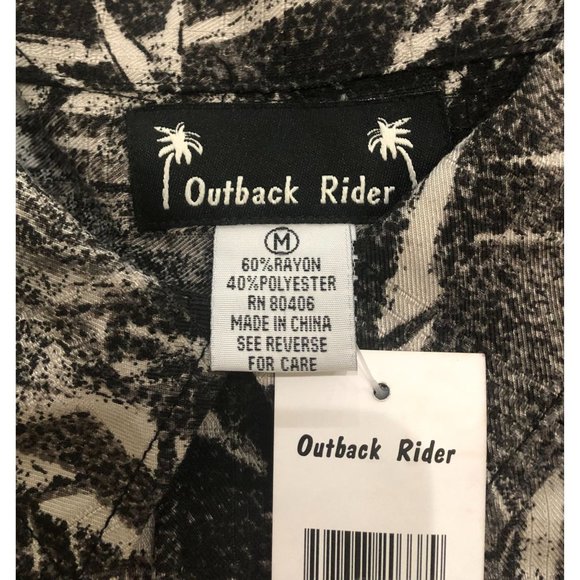 Outback Rider
M
60%RAYON
40%POLYESTER
RN 80406
MADE IN CHINA
SEE REVERSE
FOR CARE
Outback Rider